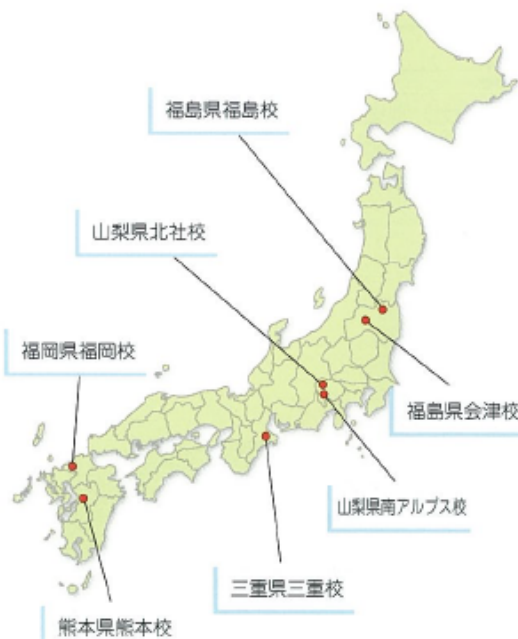 福島県福島校
山梨県北社校
福岡県福岡校
福島県会津校
山梨県南アルプス校
三重県三重校
熊本県熊本校